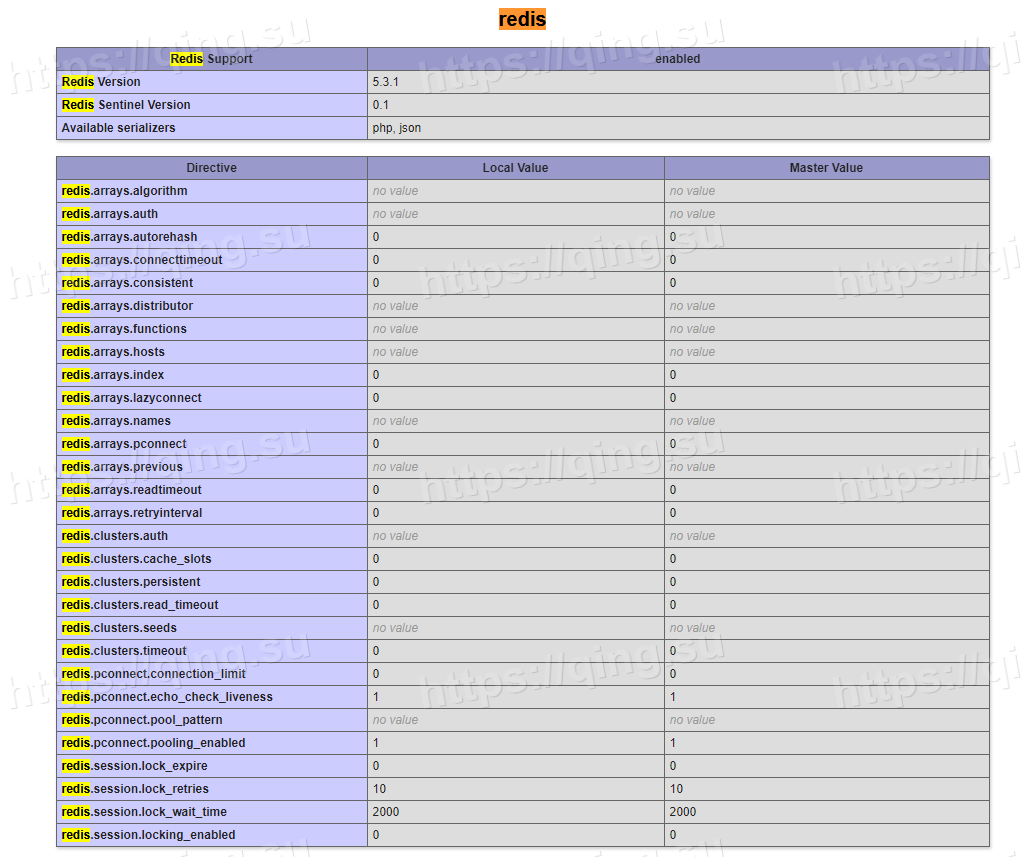 redis
Redis Support enabled
Redis Version 5.3.1
Redis Sentinel Version 0.1
Available serializers php, json
Directive Local Value Master Value
redis.arrays.algorithm no value no value
redis.arrays.auth no value no value
redis.arrays.autorehash 0 0
redis.arrays.connecttimeout 0 0
redis.arrays.consistent 0 0
redis.arrays.distributor no value no value
redis.arrays.functions no value no value
redis.arrays.hosts no value no value
redis.arrays.index 0 0
redis.arrays.lazyconnect 0 0
redis.arrays.names no value no value
redis.arrays.pconnect 0 0
redis.arrays.previous no value no value
redis.arrays.readtimeout 0 0
redis.arrays.retryinterval 0 0
redis.clusters.auth no value no value
redis.clusters.cache_slots 0 0
redis.clusters.persistent 0 0
redis.clusters.read_timeout 0 0
redis.clusters.seeds no value no value
redis.clusters.timeout 0 0
redis.pconnect.connection_limit 0 0
redis.pconnect.echo_check_liveness 1 1
redis.pconnect.pool_pattern no value no value
redis.pconnect.pooling_enabled 1 1
redis.session.lock_expire 0 0
redis.session.lock_retries 10 10
redis.session.lock_wait_time 2000 2000
redis.session.locking_enabled 0 0
https://qing.su